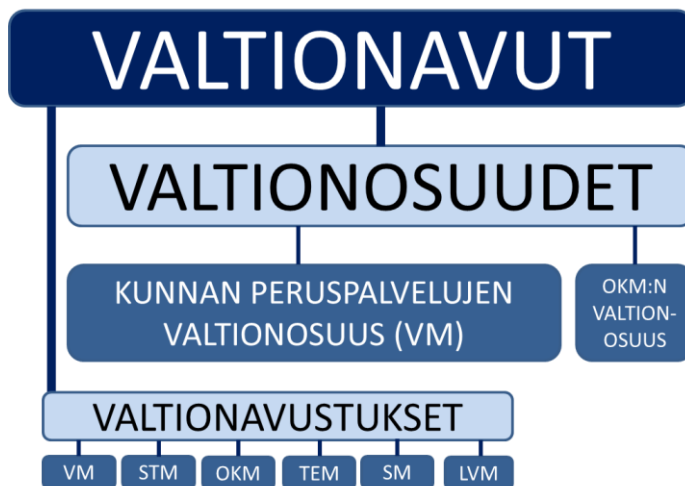 VALTIONAVUT
VALTIONOSUUDET
KUNNAN PERUSPALVELUJEN
VALTIONOSUUS (VM)
OKM:N
VALTION-
OSUUS
VALTIONAVUSTUKSET
VM STM OKM TEM SM LVM